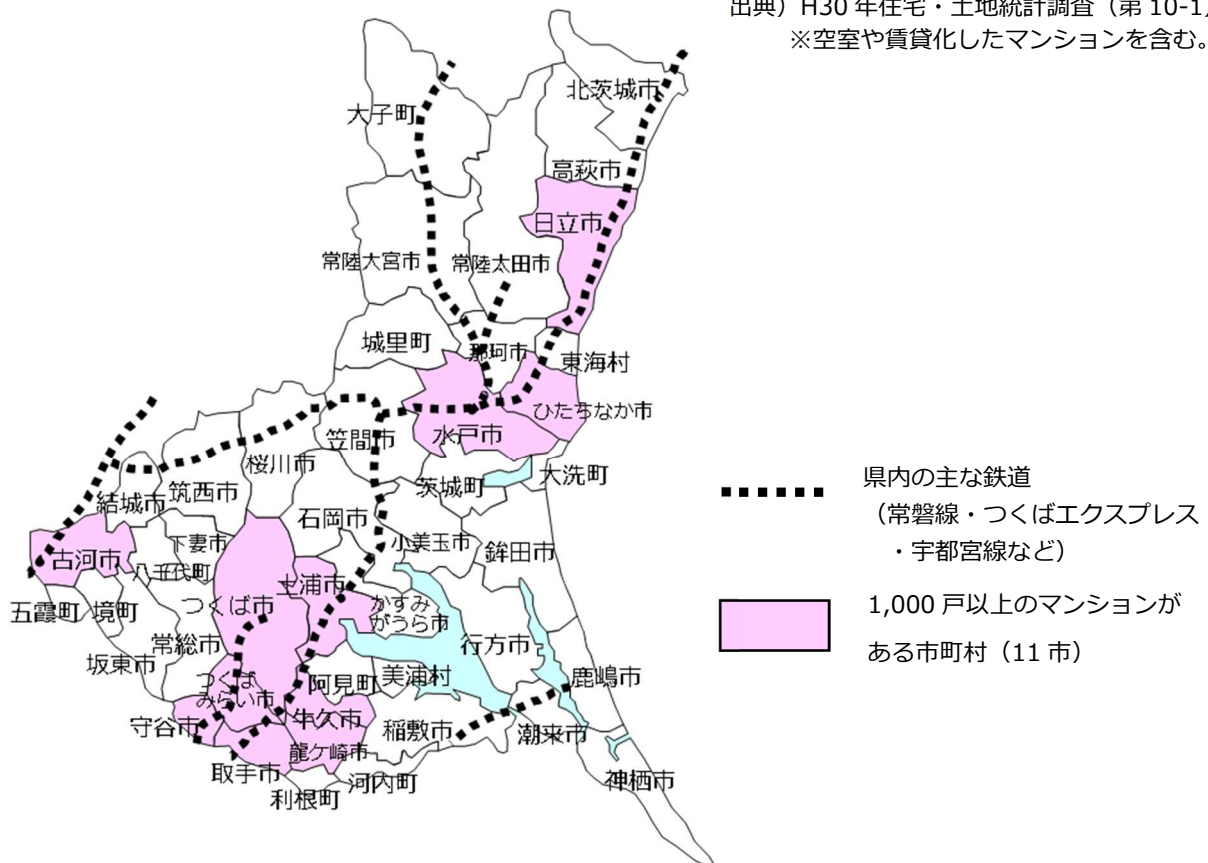 出典）H30 年住宅・土地統計調査（第 10-1）
※空室や賃貸化したマンションを含む。
北茨城市
大子町
高萩市
日立市
常陸大宮市
常陸太田市
城里町
那珂市
東海村
ひたちなか市
笠間市
水戸市
桜川市
茨城町
大洗町
筑西市
結城市
石岡市
小美玉市
鉾田市
下妻市
古河市
八千代町
土浦市
つくば市
かすみ
がうら市
五霞町
境町
常総市
行方市
坂東市
つくば
みらい市
阿見町
美浦村
鹿嶋市
守谷市
牛久市
稲敷市
潮来市
龍ケ崎市
取手市
河内町
利根町
神栖市
県内の主な鉄道
（常磐線・つくばエクスプレス
・宇都宮線など）
1,000 戸以上のマンションが
ある市町村（11 市）